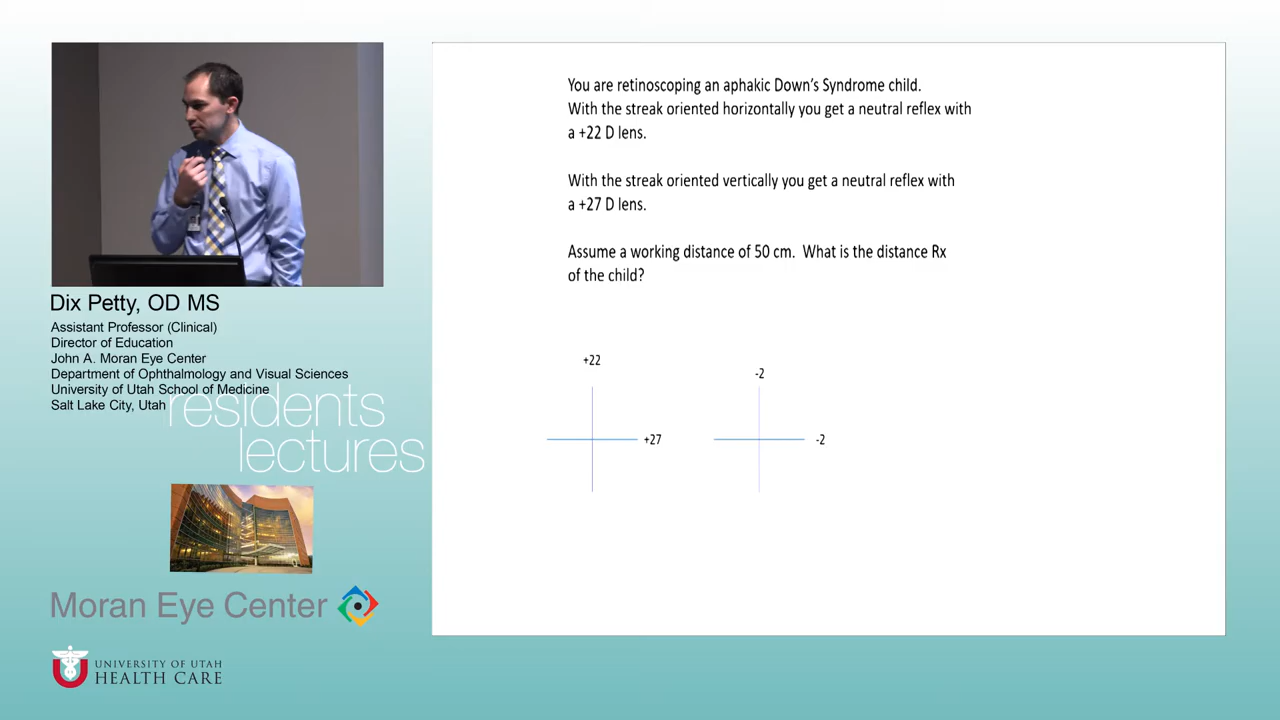 You are retinoscoping an aphakic Down's Syndrome child.
With the streak oriented horizontally you get a neutral reflex with
a +22 D lens.
With the streak oriented vertically you get a neutral reflex with
a +27 D lens.
Assume a working distance of 50 cm. What is the distance Rx
of the child?
+22
+27
-2
-2
Dix Petty, OD MS
Assistant Professor (Clinical)
Director of Education
John A. Moran Eye Center
Department of Ophthalmology and Visual Sciences
University of Utah School of Medicine
Salt Lake City, Utah
residents
lectures
Moran Eye Center
UNIVERSITY OF UTAH
HEALTH CARE